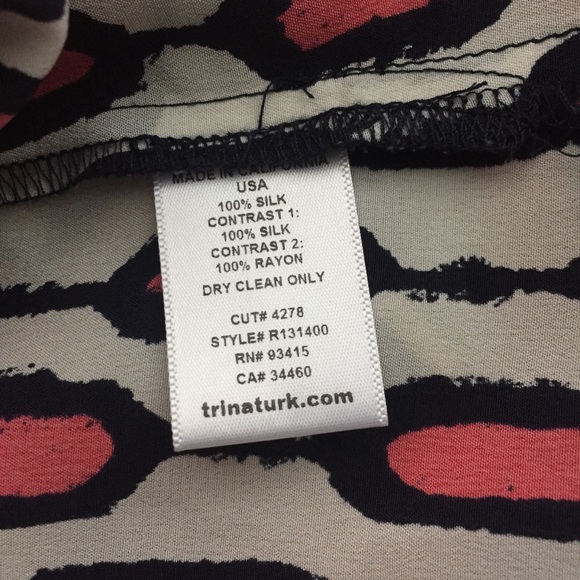 MADE IN CALIFORNIA
USA
100% SILK
CONTRAST 1:
100% SILK
CONTRAST 2:
100% RAYON
DRY CLEAN ONLY
CUT# 4278
STYLE# R131400
RN# 93415
CA# 34460
trinaturk.com